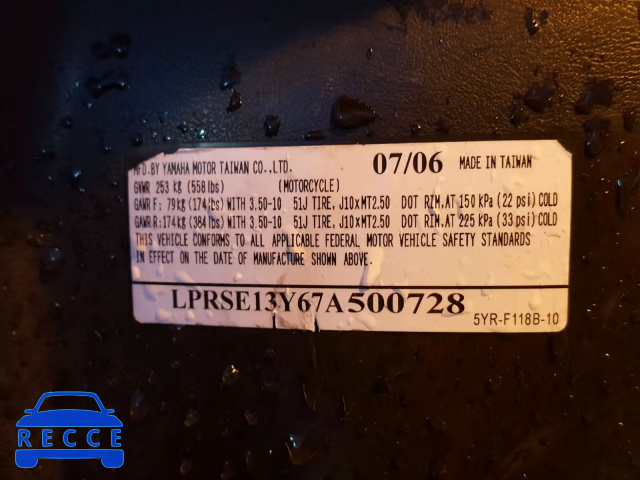 MFD.BY YAMAHA MOTOR TAIWAN CO.,LTD. 07/06 MADE IN TAIWAN
GVWR 253 kg (558 lbs) (MOTORCYCLE)
GAWR F: 79 kg (174 lbs) WITH 3.50-10 51J TIRE, J10xMT2.50 DOT RIM.AT 150 KPa (22 psi) COLD
GAWR R:174 kg (384 lbs) WITH 3.50-10 51J TIRE, J10xMT2.50 DOT RIM.AT 225 KPa (33 psi) COLD
THIS VEHICLE CONFORMS TO ALL APPLICABLE FEDERAL MOTOR VEHICLE SAFETY STANDARDS
IN EFFECT ON THE DATE OF MANUFACTURE SHOWN ABOVE.
LPRSE13Y67A500728
5YR-F118B-10
RECCE